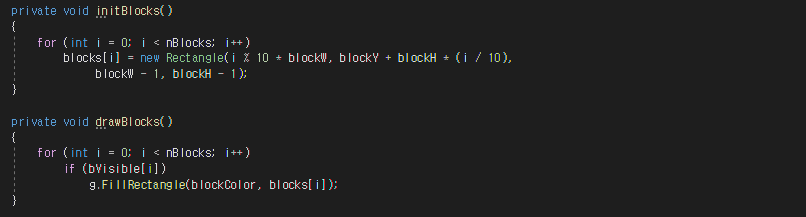 private void initBlocks()
{
for (int i = 0; i < nBlocks; i++)
blocks[i] = new Rectangle(i % 10 * blockW, blockY + blockH * (i / 10),
blockW - 1, blockH - 1);
}
private void drawBlocks()
{
for (int i = 0; i < nBlocks; i++)
if (bVisible[i])
g.FillRectangle(blockColor, blocks[i]);
}